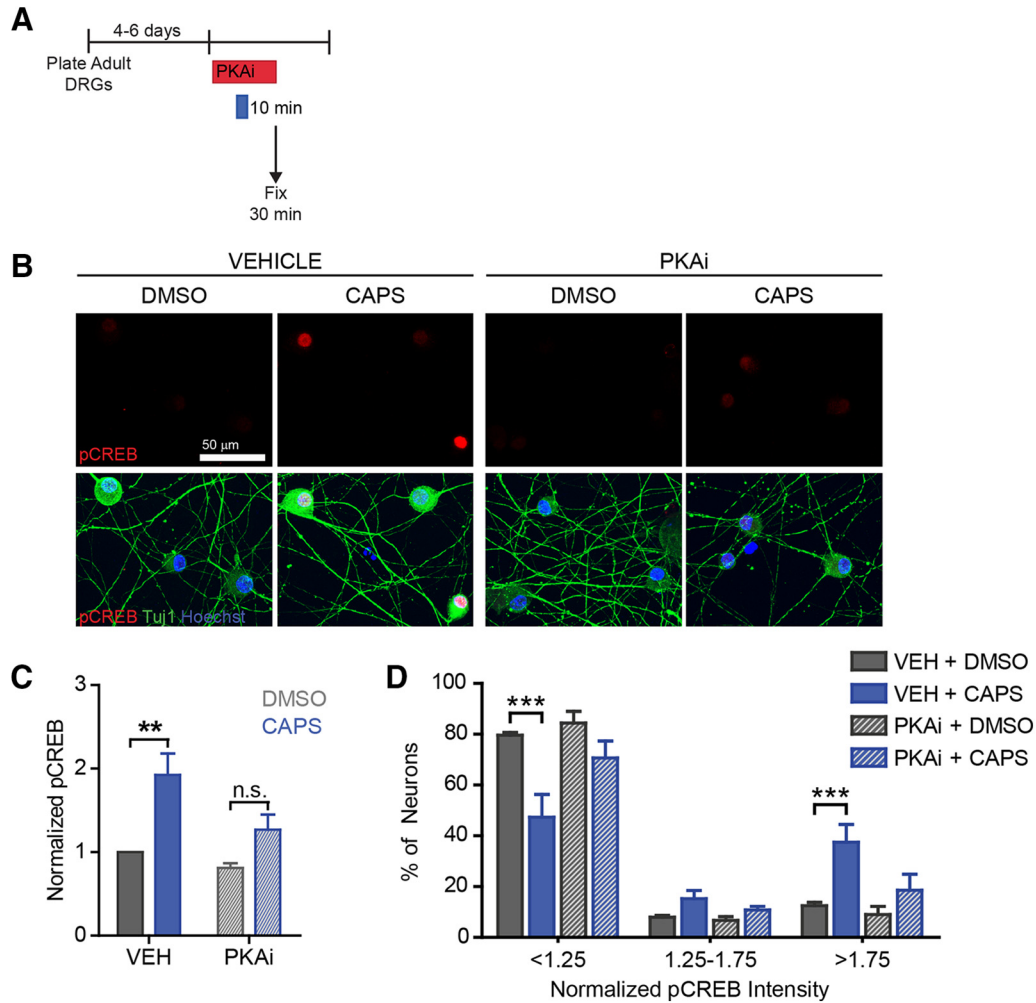 A
4-6 days
Plate Adult
DRGs
PKAi
10 min
Fix
30 min
B
VEHICLE
PKAi
DMSO
CAPS
DMSO
CAPS
pCREB
50 μm
pCREB Tuj1 Hoechst
C
Normalized pCREB
3
2
1
0
**
n.s.
DMSO
CAPS
VEH
PKAi
D
% of Neurons
100
80
60
40
20
0
***
***
VEH + DMSO
VEH + CAPS
PKAi + DMSO
PKAi + CAPS
<1.25
1.25-1.75
>1.75
Normalized pCREB Intensity